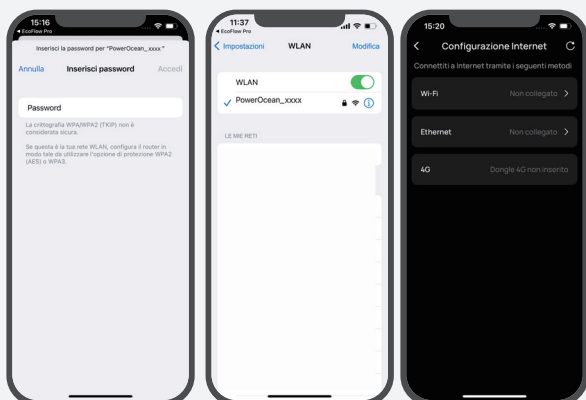 15:16
EcoFlow Pro
Inserisci la password per “PowerOcean_xxxx ”
Annulla Inserisci password Accedi
Password
La crittografia WPA/WPA2 (TKIP) non è
considerata sicura.
Se questa è la tua rete WLAN, configura il router in
modo tale da utilizzare l'opzione di protezione WPA2
(AES) o WPA3.
11:37
EcoFlow Pro
Impostazioni WLAN Modifica
WLAN
PowerOcean_xxxx
LE MIE RETI
15:20
Configurazione Internet
Connettiti a Internet tramite i seguenti metodi
Wi-Fi Non collegato
Ethernet Non collegato
4G Dongle 4G non inserito